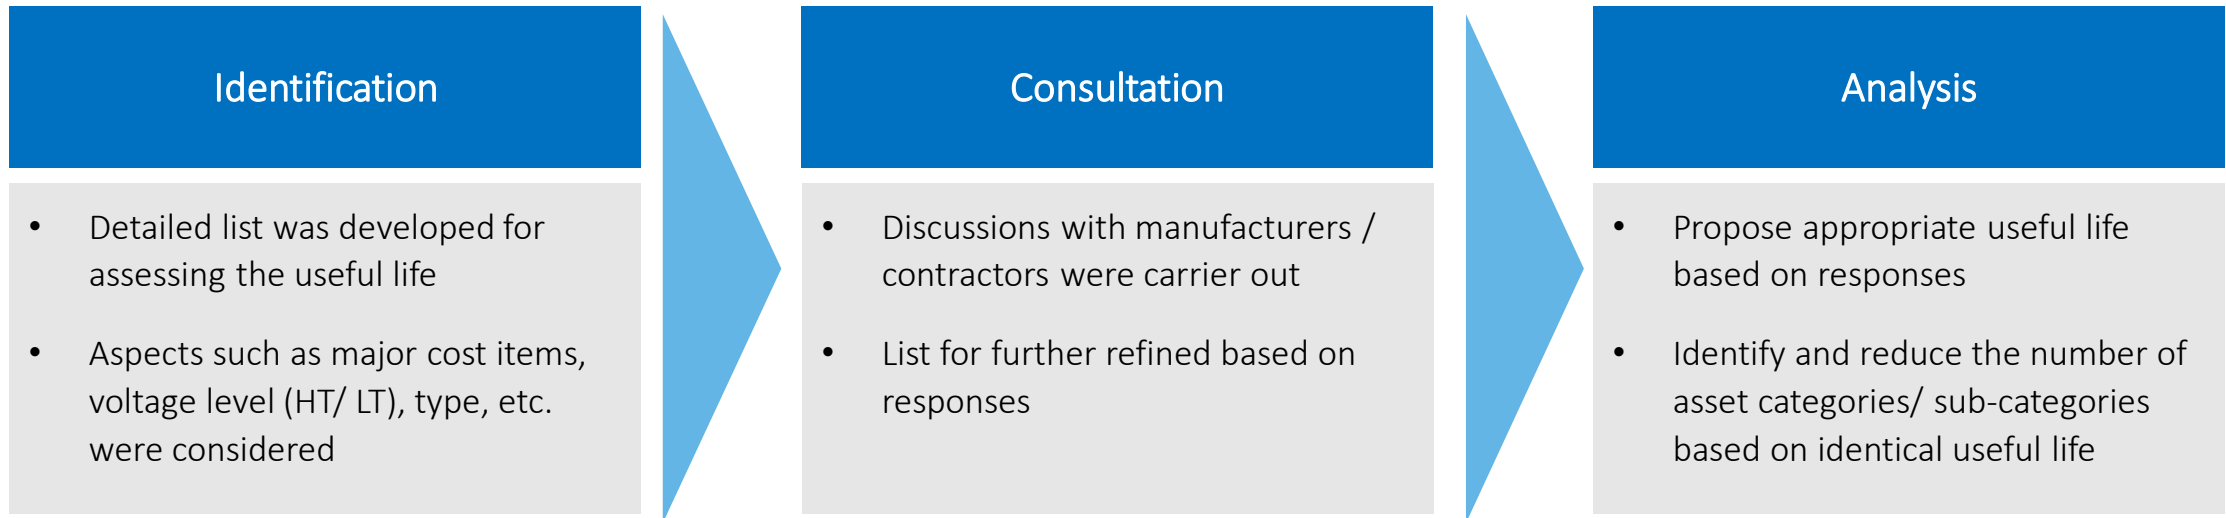 Identification
• Detailed list was developed for
assessing the useful life
• Aspects such as major cost items,
voltage level (HT/ LT), type, etc.
were considered
Consultation
• Discussions with manufacturers /
contractors were carrier out
• List for further refined based on
responses
Analysis
• Propose appropriate useful life
based on responses
• Identify and reduce the number of
asset categories/ sub-categories
based on identical useful life